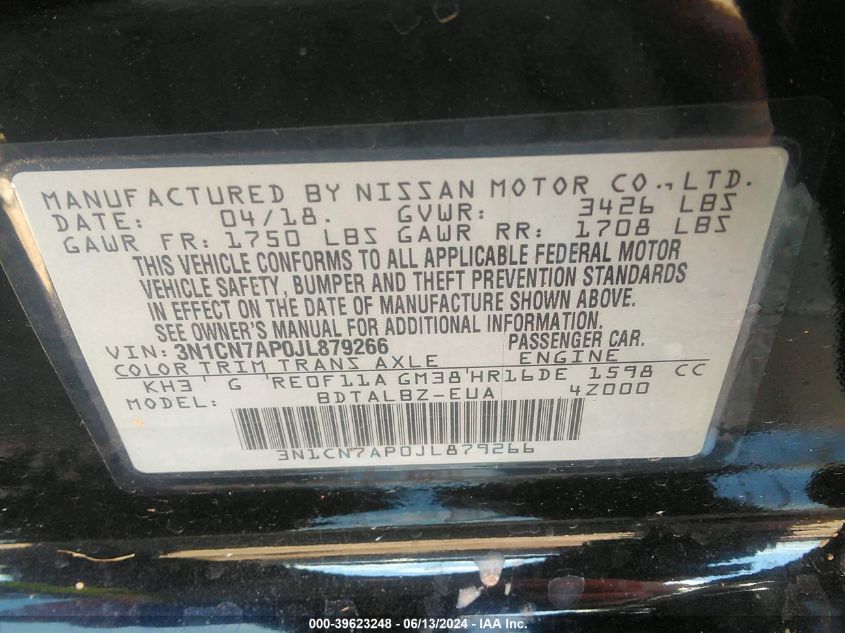 MANUFACTURED BY NISSAN MOTOR CO., LTD.
DATE: 04/18. GVWR: 3426 LBS
GAWR FR: 1750 LBS GAWR RR: 1708 LBS
THIS VEHICLE CONFORMS TO ALL APPLICABLE FEDERAL MOTOR
VEHICLE SAFETY, BUMPER AND THEFT PREVENTION STANDARDS
IN EFFECT ON THE DATE OF MANUFACTURE SHOWN ABOVE.
SEE OWNER'S MANUAL FOR ADDITIONAL INFORMATION
VIN: 3N1CN7AP0JL879266 PASSENGER CAR.
COLOR TRIM TRANS AXLE ENGINE
KH3 G RE0F11A GM38 HR16DE 1598 CC
MODEL: BDTALBZ-EUA 4Z000
3N1CN7AP0JL879266
000-39623248 - 06/13/2024 - IAA Inc.